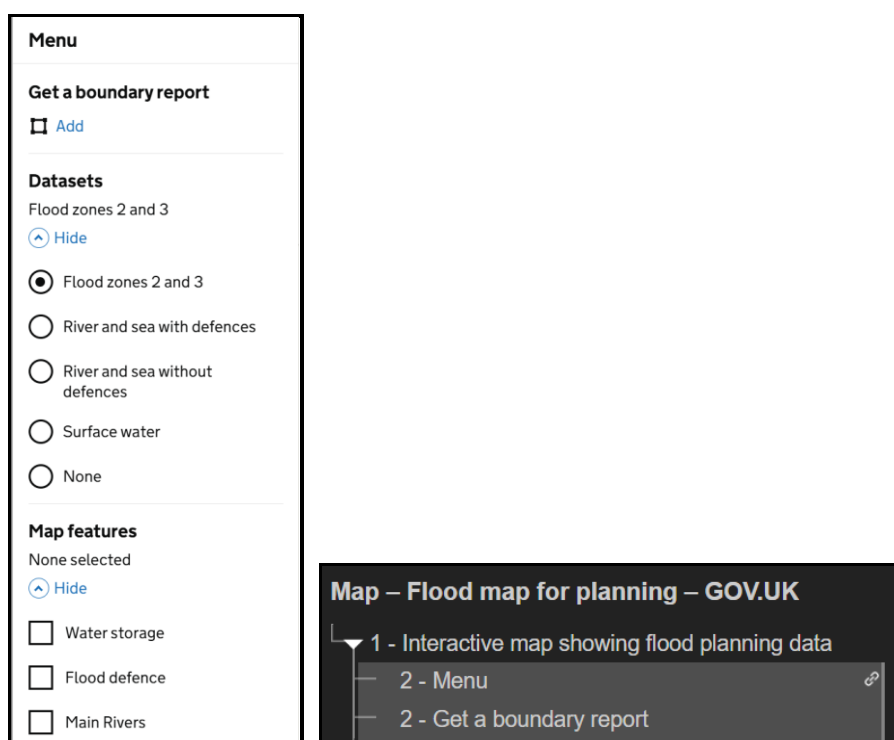 Menu
Get a boundary report
Add
Datasets
Flood zones 2 and 3
Hide
Flood zones 2 and 3
River and sea with defences
River and sea without
defences
Surface water
None
Map features
None selected
Hide
Water storage
Flood defence
Main Rivers
Map – Flood map for planning – GOV.UK
1 - Interactive map showing flood planning data
2 - Menu
2 - Get a boundary report